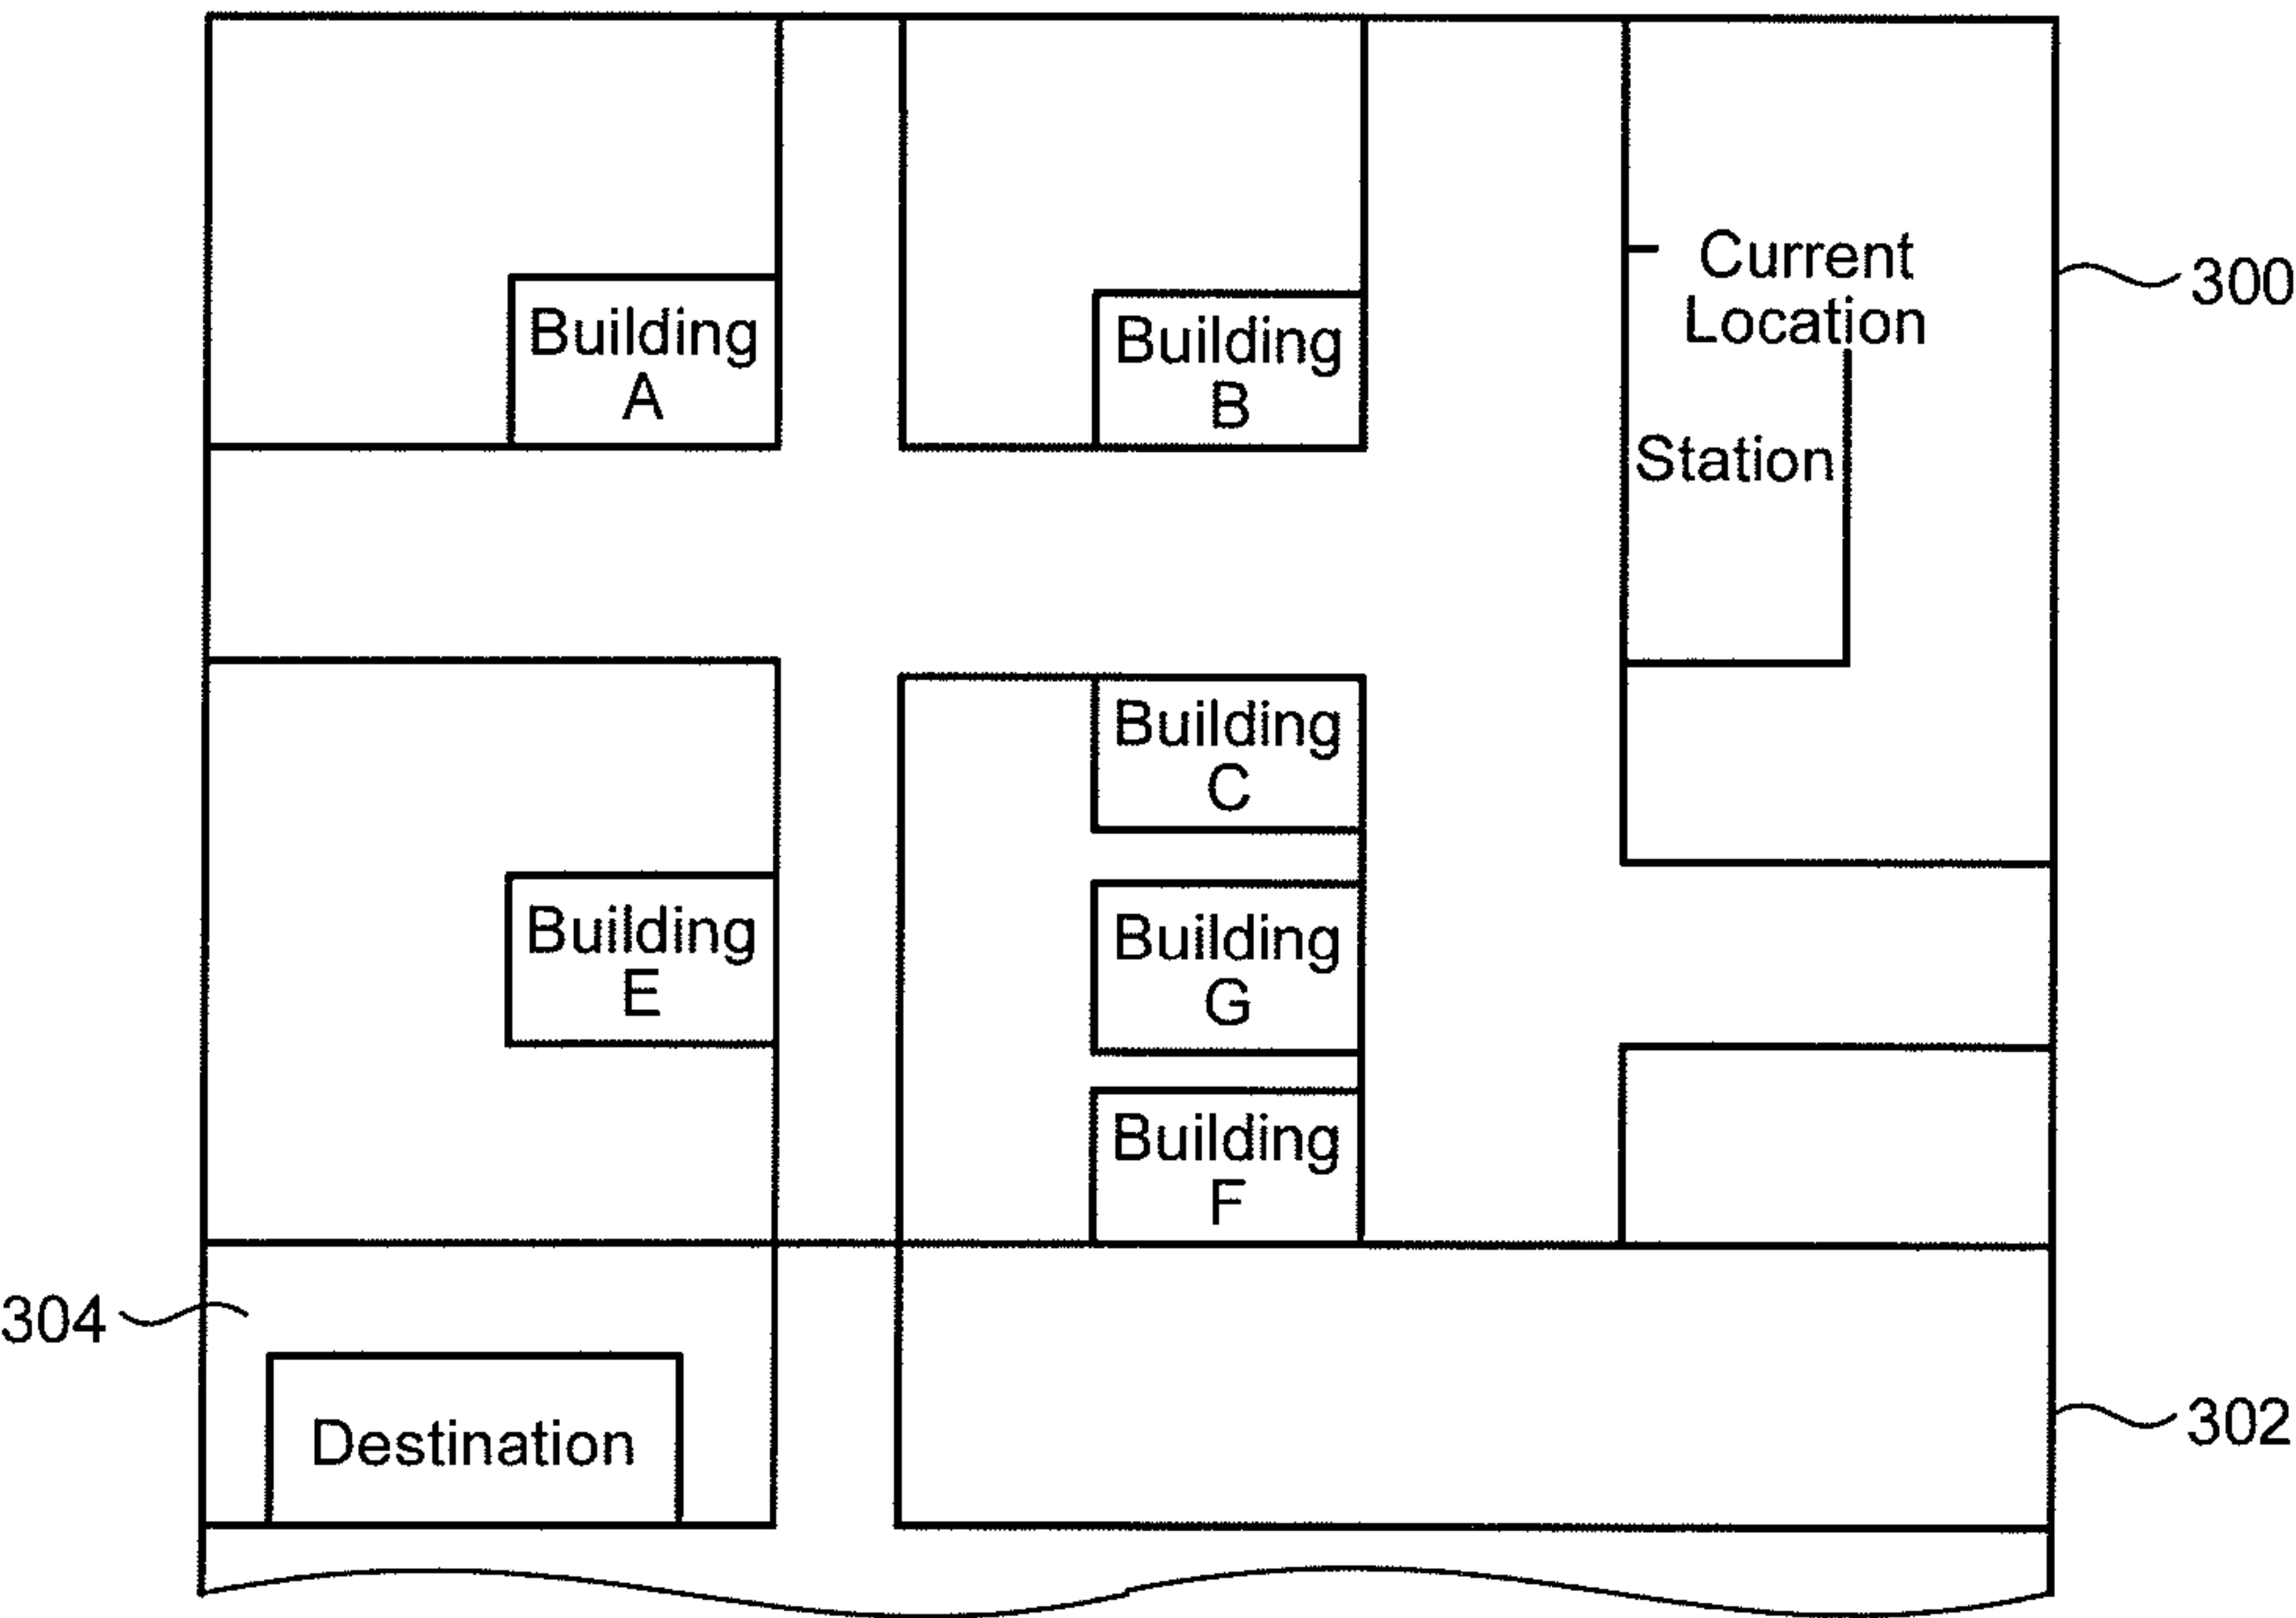 Current
Location
300
Building
A
Building
B
Station
Building
C
Building
E
Building
G
Building
F
304
Destination
302